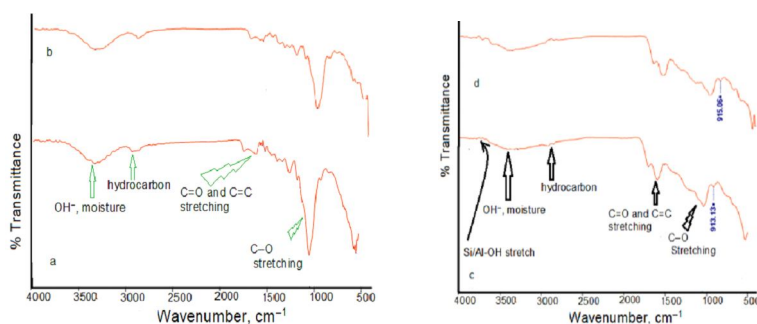 b
% Transmittance
hydrocarbon
OH⁻, moisture
C=O and C=C
stretching
C–O
stretching
a
4000 3500 3000 2500 2000 1500 1000 500
Wavenumber, cm⁻¹
d
915.06
% Transmittance
hydrocarbon
OH⁻, moisture
C=O and C=C
stretching
C–O
Stretching
913.13
Si/Al-OH stretch
c
4000 3500 3000 2500 2000 1500 1000 500
Wavenumber, cm⁻¹